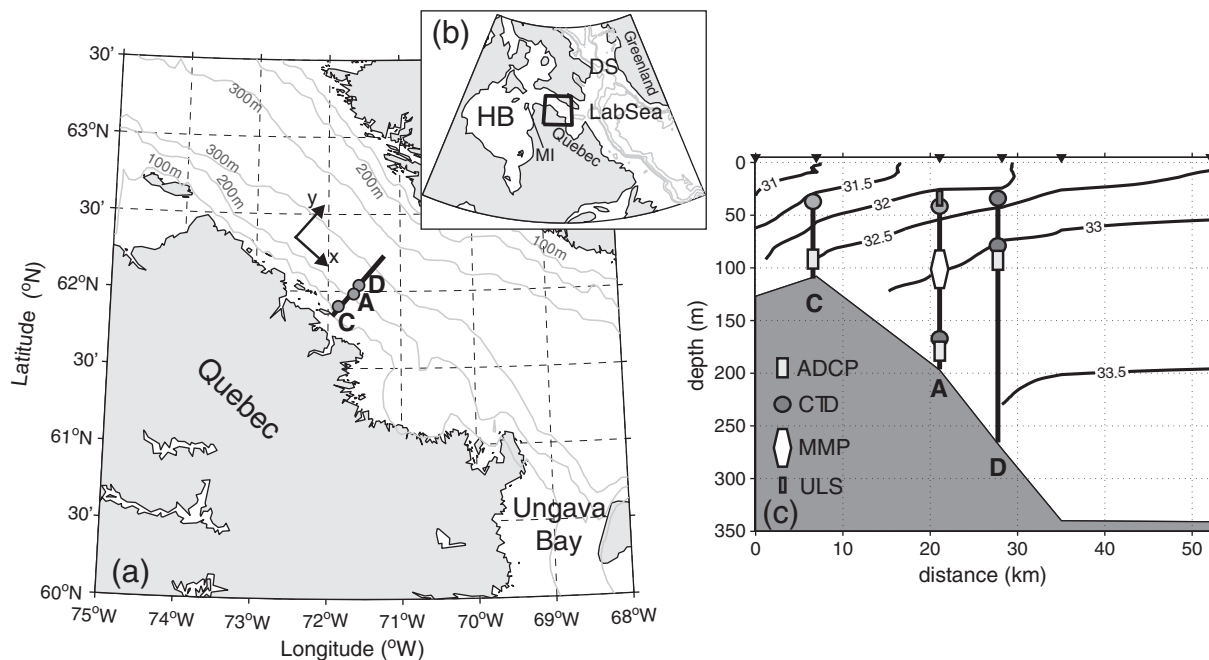 (a)
30'
63°N
30'
62°N
30'
61°N
30'
60°N
Latitude (°N)
75°W 74°W 73°W 72°W 71°W 70°W 69°W 68°W
Longitude (°W)
300m
300m
200m
100m
200m
100m
y
x
D
A
C
Quebec
Ungava
Bay
(b)
HB
DS
Greenland
LabSea
MI
Quebec
0
50
100
150
200
250
300
350
depth (m)
31
31.5
32
32.5
33
33.5
C
A
D
ADCP
CTD
MMP
ULS
(c)
0 10 20 30 40 50
distance (km)